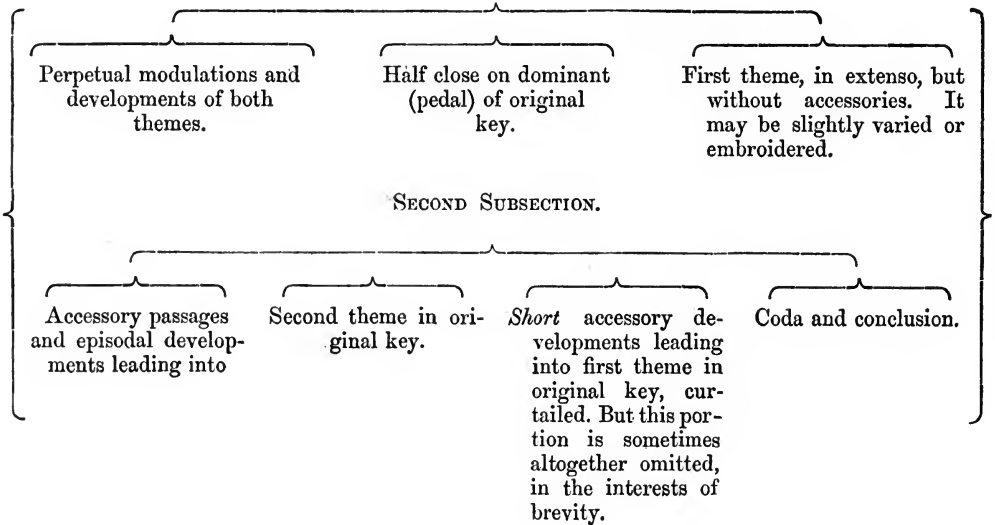 Perpetual modulations and
developments of both
themes.
Half close on dominant
(pedal) of original
key.
First theme, in extenso, but
without accessories. It
may be slightly varied or
embroidered.
SECOND SUBSECTION.
Accessory passages
and episodal develop-
ments leading into
Second theme in ori-
ginal key.
Short accessory de-
velopments leading
into first theme in
original key, cur-
tailed. But this por-
tion is sometimes
altogether omitted,
in the interests of
brevity.
Coda and conclusion.